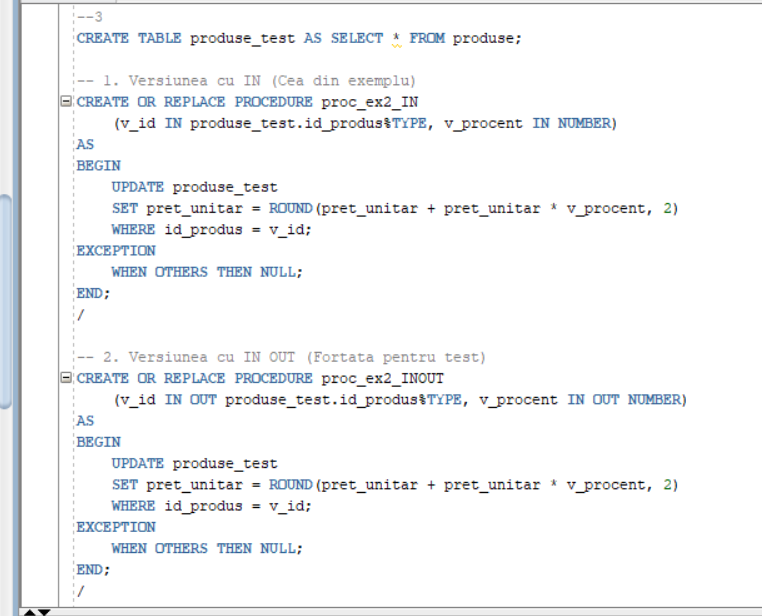 --3
CREATE TABLE produse_test AS SELECT * FROM produse;
-- 1. Versiunea cu IN (Cea din exemplu)
CREATE OR REPLACE PROCEDURE proc_ex2_IN
(v_id IN produse_test.id_produs%TYPE, v_procent IN NUMBER)
AS
BEGIN
UPDATE produse_test
SET pret_unitar = ROUND(pret_unitar + pret_unitar * v_procent, 2)
WHERE id_produs = v_id;
EXCEPTION
WHEN OTHERS THEN NULL;
END;
/
-- 2. Versiunea cu IN OUT (Fortata pentru test)
CREATE OR REPLACE PROCEDURE proc_ex2_INOUT
(v_id IN OUT produse_test.id_produs%TYPE, v_procent IN OUT NUMBER)
AS
BEGIN
UPDATE produse_test
SET pret_unitar = ROUND(pret_unitar + pret_unitar * v_procent, 2)
WHERE id_produs = v_id;
EXCEPTION
WHEN OTHERS THEN NULL;
END;
/